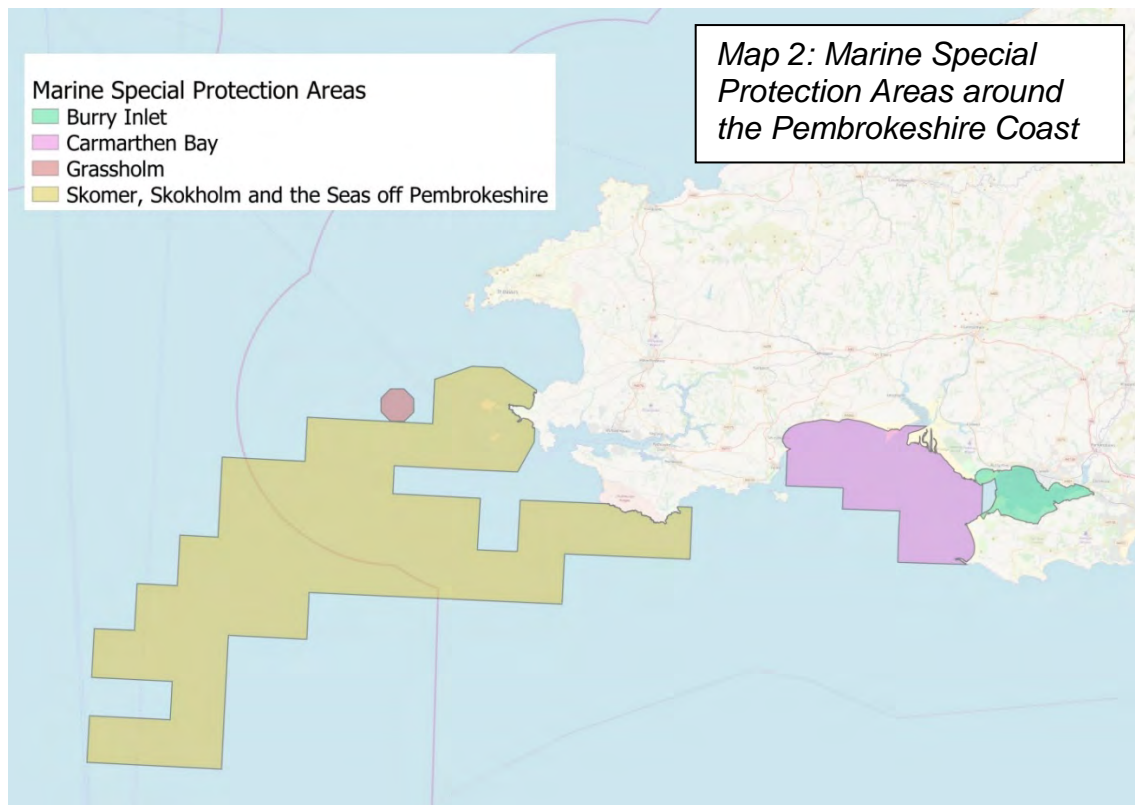 Map 2: Marine Special
Protection Areas around
the Pembrokeshire Coast
Marine Special Protection Areas
Burry Inlet
Carmarthen Bay
Grassholm
Skomer, Skokholm and the Seas off Pembrokeshire